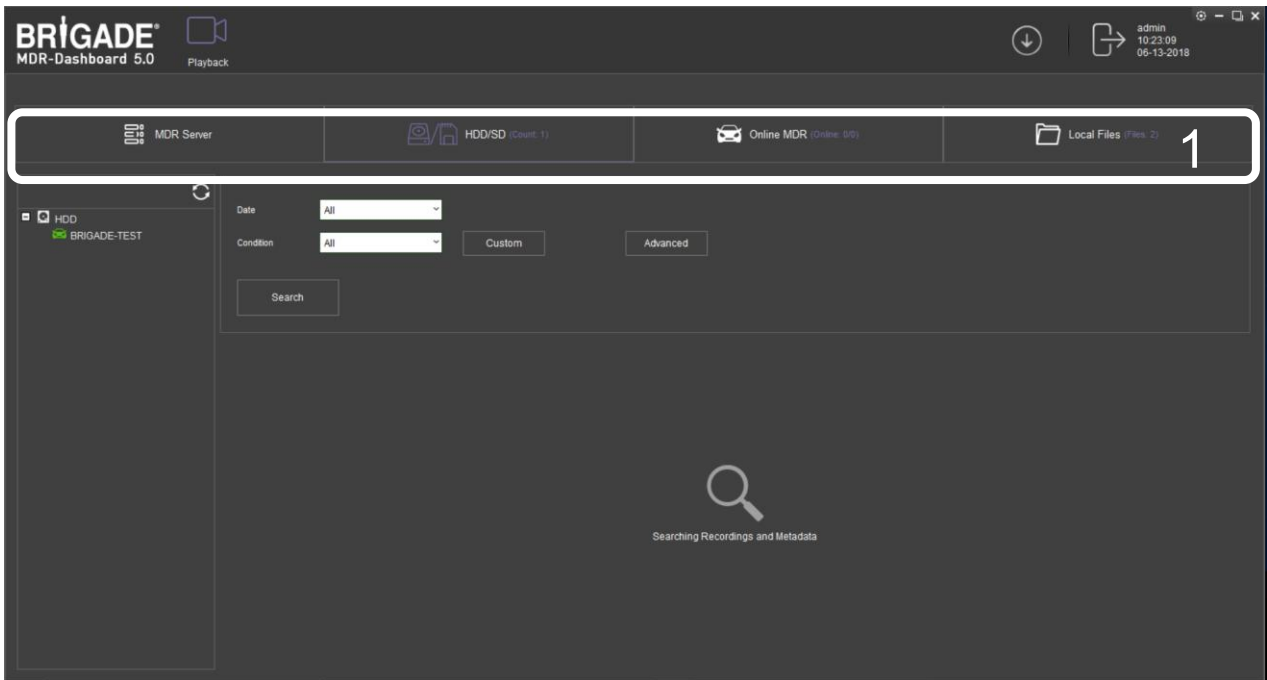 BRIGADE®
MDR-Dashboard 5.0
Playback
admin
10:23:09
06-13-2018
MDR Server
HDD/SD (Count: 1)
Online MDR (Online: 0/0)
Local Files (Files: 2)
1
HDD
BRIGADE-TEST
Date
All
Condition
All
Custom
Advanced
Search
Searching Recordings and Metadata